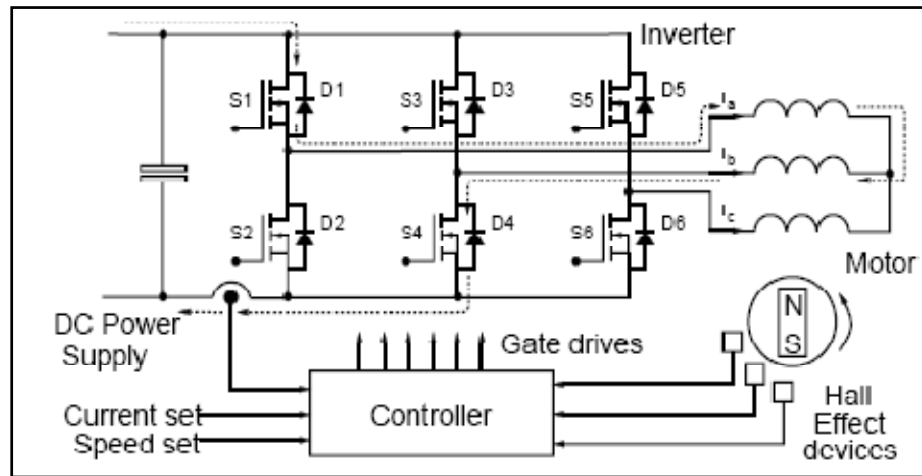 Inverter
S1
D1
S3
D3
S5
D5
Ia
Ib
Ic
S2
D2
S4
D4
S6
D6
Motor
DC Power
Supply
Gate drives
N
S
Controller
Current set
Speed set
Hall
Effect
devices